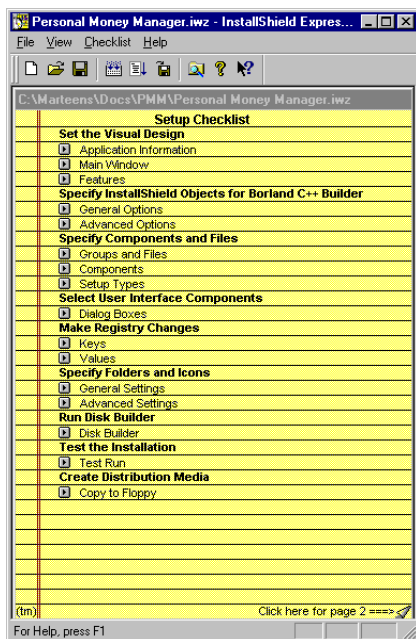 Personal Money Manager.iwz - InstallShield Expres...
File View Checklist Help
C:\Marteens\Docs\PMM\Personal Money Manager.iwz
Setup Checklist
Set the Visual Design
Application Information
Main Window
Features
Specify InstallShield Objects for Borland C++ Builder
General Options
Advanced Options
Specify Components and Files
Groups and Files
Components
Setup Types
Select User Interface Components
Dialog Boxes
Make Registry Changes
Keys
Values
Specify Folders and Icons
General Settings
Advanced Settings
Run Disk Builder
Disk Builder
Test the Installation
Test Run
Create Distribution Media
Copy to Floppy
(tm) Click here for page 2 ===>
For Help, press F1